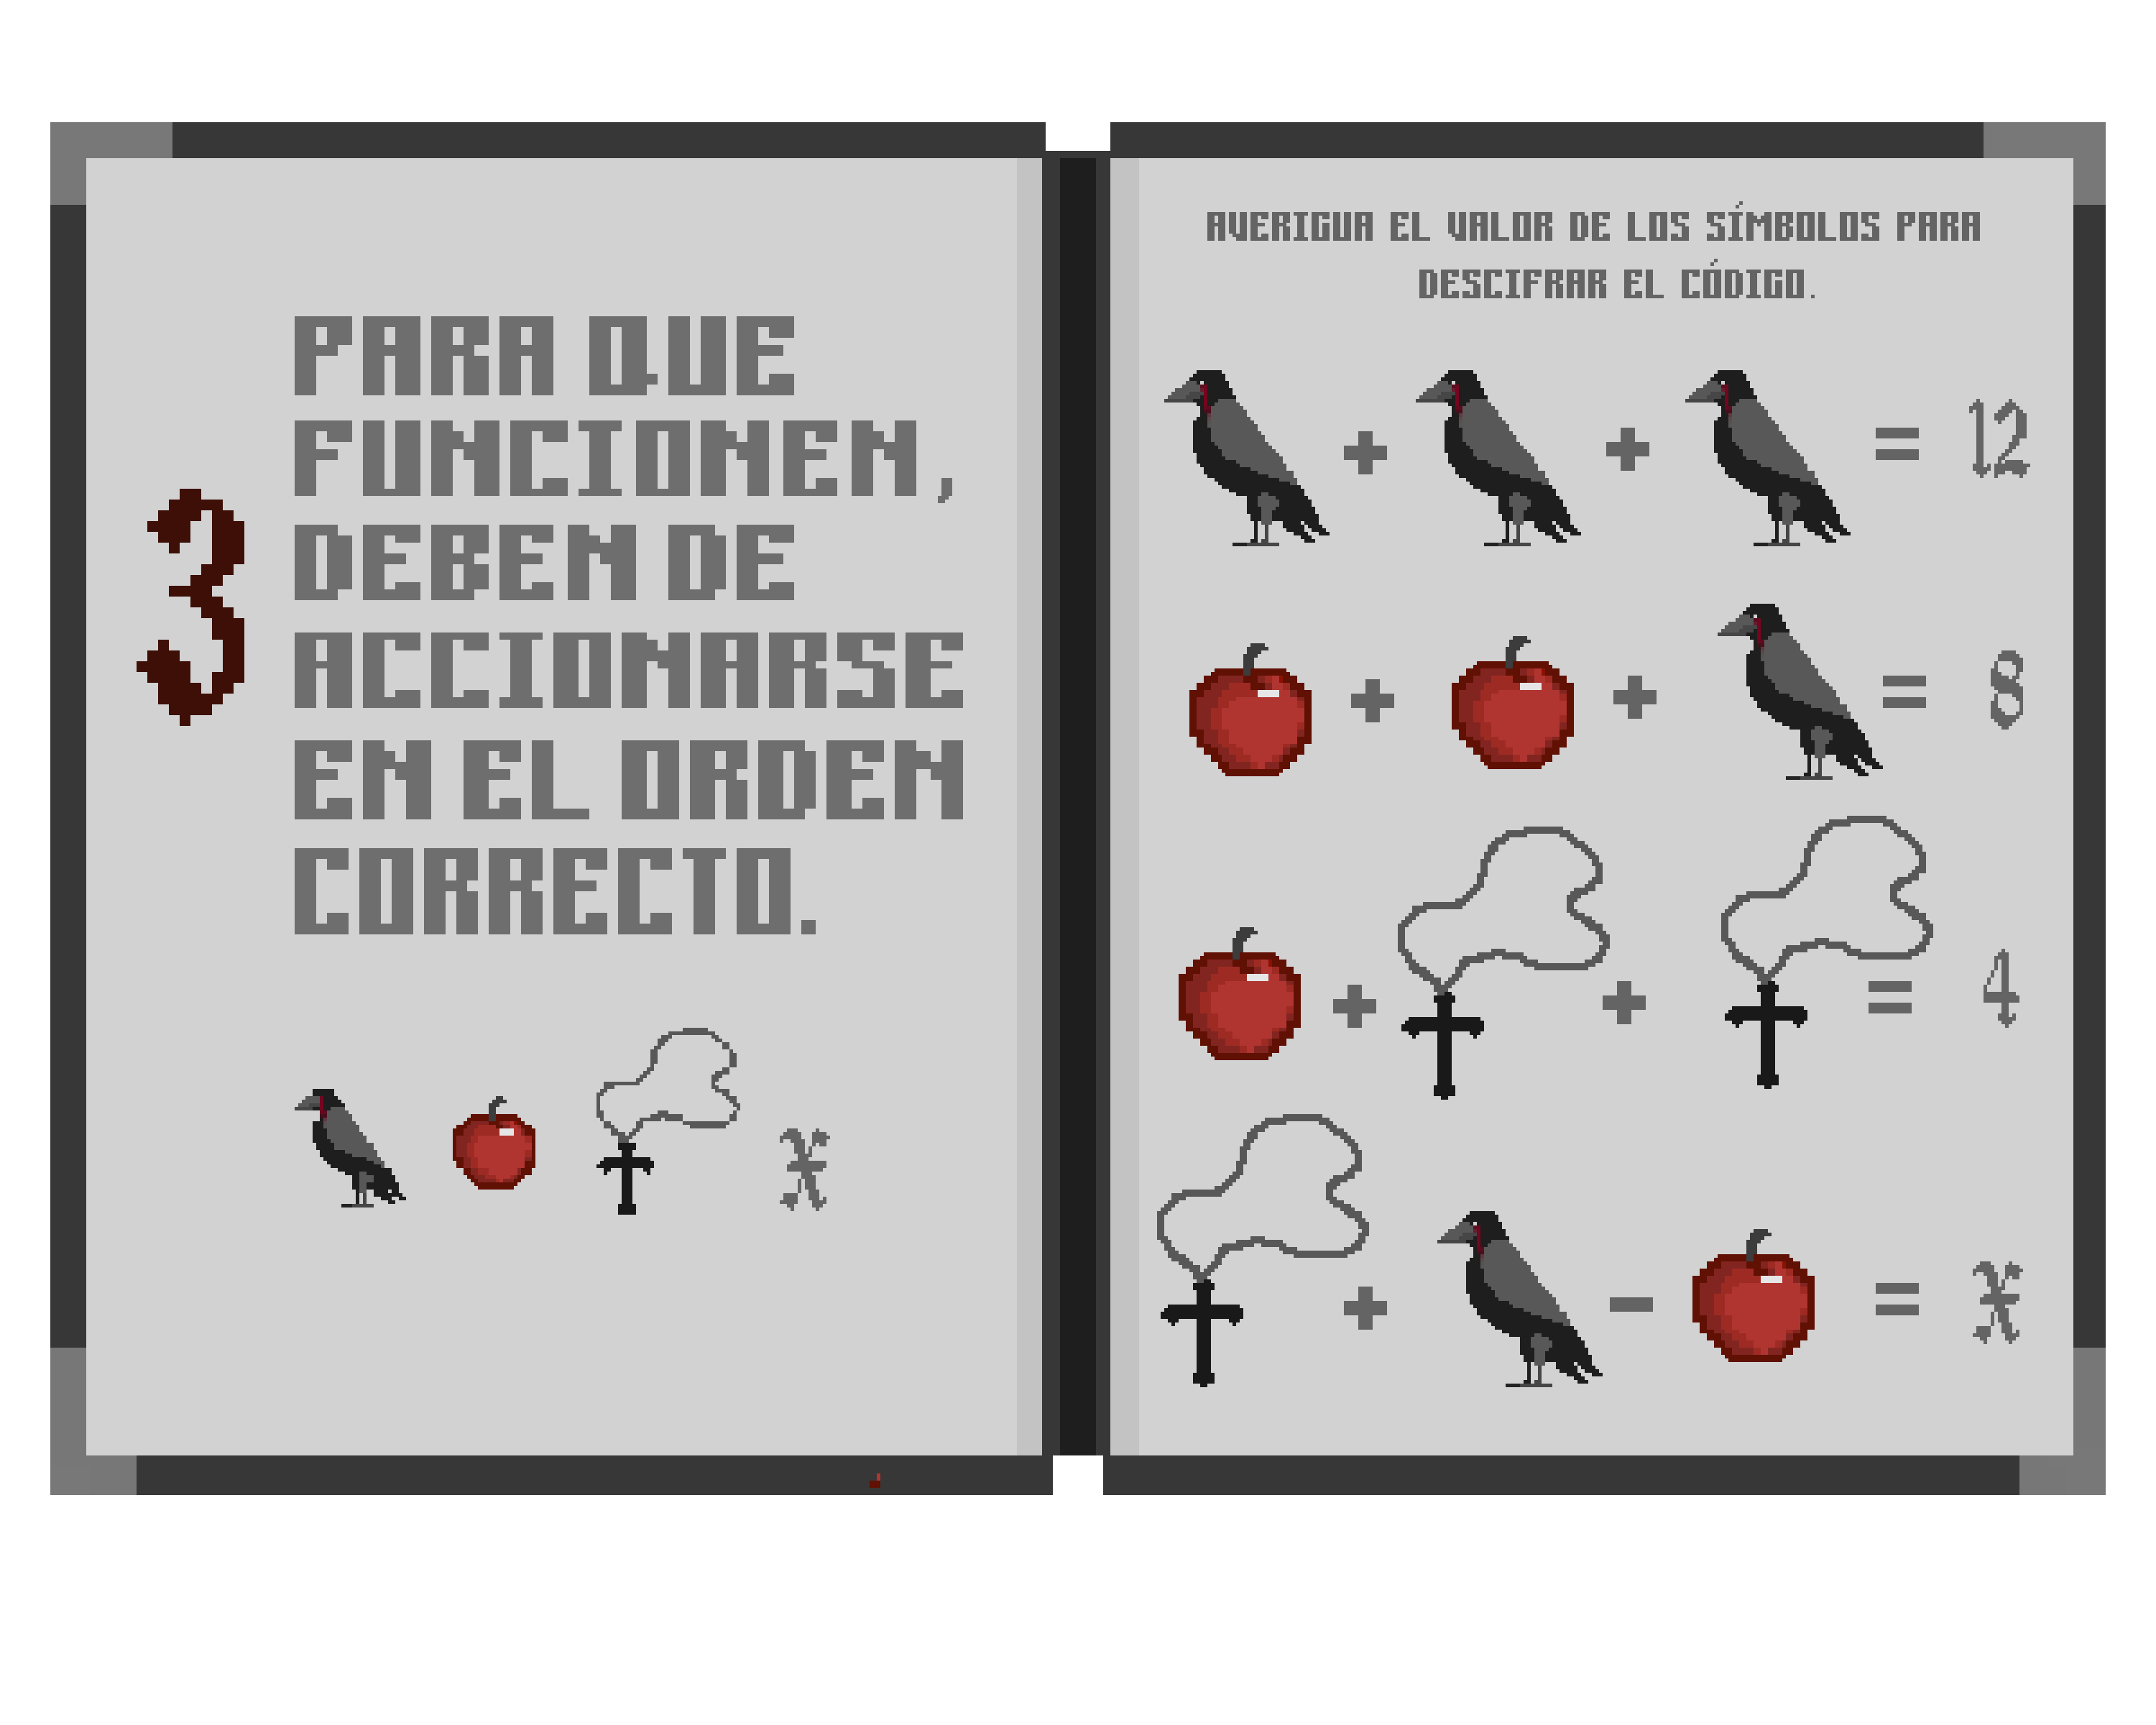 3
PARA QUE
FUNCIONEN,
DEBEN DE
ACCIONARSE
EN EL ORDEN
CORRECTO.
X
AVERIGUA EL VALOR DE LOS SÍMBOLOS PARA
DESCIFRAR EL CÓDIGO.
+ + = 12
+ + = 8
+ + = 4
+ - = X